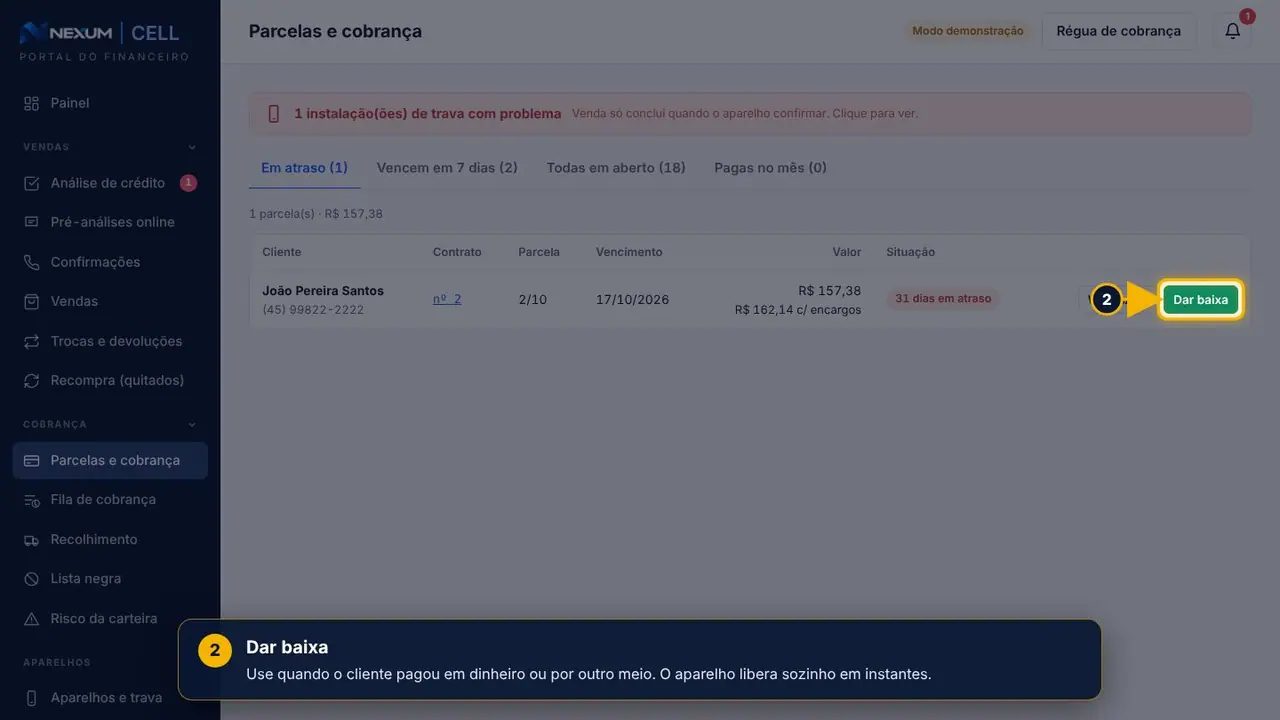 NEXUM | CELL
PORTAL DO FINANCEIRO
Painel
VENDAS
Análise de crédito 1
Pré-análises online
Confirmações
Vendas
Trocas e devoluções
Recompra (quitados)
COBRANÇA
Parcelas e cobrança
Fila de cobrança
Recolhimento
Lista negra
Risco da carteira
APARELHOS
Aparelhos e trava
Parcelas e cobrança
Modo demonstração
Régua de cobrança
1
1 instalação(ões) de trava com problema Venda só conclui quando o aparelho confirmar. Clique para ver.
Em atraso (1) Vencem em 7 dias (2) Todas em aberto (18) Pagas no mês (0)
1 parcela(s) · R$ 157,38
Cliente Contrato Parcela Vencimento Valor Situação
João Pereira Santos
(45) 99822-2222
nº 2
2/10
17/10/2026
R$ 157,38
R$ 162,14 c/ encargos
31 dias em atraso
2
Dar baixa
2
Dar baixa
Use quando o cliente pagou em dinheiro ou por outro meio. O aparelho libera sozinho em instantes.